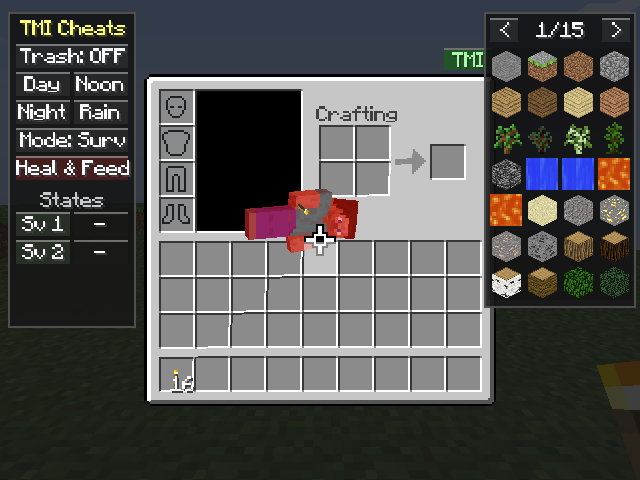 TMI Cheats
Trash: OFF
Day Noon
Night Rain
Mode: Surv
Heal & Feed
States
Sv 1 -
Sv 2 -
TMI
< 1/15 >
Crafting